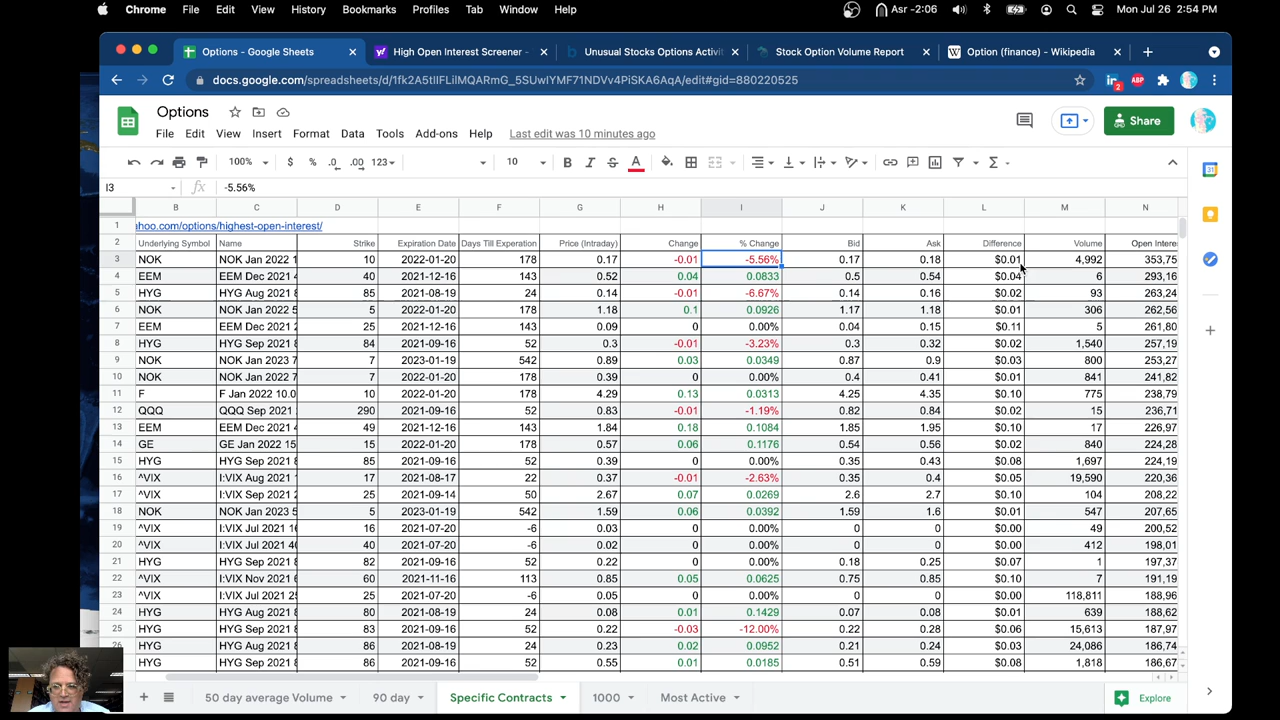 Chrome File Edit View History Bookmarks Profiles Tab Window Help Asr -2:06 Mon Jul 26 2:54 PM
Options - Google Sheets × High Open Interest Screener - × Unusual Stocks Options Activit × Stock Option Volume Report × Option (finance) - Wikipedia ×
docs.google.com/spreadsheets/d/1fk2A5tIIFLilMQARmG_5SUwIYMF71NDVv4PiSKA6AqA/edit#gid=880220525 2 ABP
Options
Share
File Edit View Insert Format Data Tools Add-ons Help Last edit was 10 minutes ago
100% $ % .0 .00 123 10 B I S A
31
I3 fx -5.56%
B C D E F G H I J K L M N
1 ahoo.com/options/highest-open-interest/
2 Underlying Symbol Name Strike Expiration Date Days Till Experation Price (Intraday) Change % Change Bid Ask Difference Volume Open Interes
3 NOK NOK Jan 2022 1 10 2022-01-20 178 0.17 -0.01 -5.56% 0.17 0.18 $0.01 4,992 353,75
4 EEM EEM Dec 2021 4 40 2021-12-16 143 0.52 0.04 0.0833 0.5 0.54 $0.04 6 293,16
5 HYG HYG Aug 2021 8 85 2021-08-19 24 0.14 -0.01 -6.67% 0.14 0.16 $0.02 93 263,24
6 NOK NOK Jan 2022 5 5 2022-01-20 178 1.18 0.1 0.0926 1.17 1.18 $0.01 306 262,56
7 EEM EEM Dec 2021 2 25 2021-12-16 143 0.09 0 0.00% 0.04 0.15 $0.11 5 261,80
8 HYG HYG Sep 2021 8 84 2021-09-16 52 0.3 -0.01 -3.23% 0.3 0.32 $0.02 1,540 257,19
9 NOK NOK Jan 2023 7 7 2023-01-19 542 0.89 0.03 0.0349 0.87 0.9 $0.03 800 253,27
10 NOK NOK Jan 2022 7 7 2022-01-20 178 0.39 0 0.00% 0.4 0.41 $0.01 841 241,82
11 F F Jan 2022 10.0 10 2022-01-20 178 4.29 0.13 0.0313 4.25 4.35 $0.10 775 238,79
12 QQQ QQQ Sep 2021 290 2021-09-16 52 0.83 -0.01 -1.19% 0.82 0.84 $0.02 15 236,71
13 EEM EEM Dec 2021 4 49 2021-12-16 143 1.84 0.18 0.1084 1.85 1.95 $0.10 17 226,97
14 GE GE Jan 2022 15 15 2022-01-20 178 0.57 0.06 0.1176 0.54 0.56 $0.02 840 224,28
15 HYG HYG Sep 2021 8 85 2021-09-16 52 0.39 0 0.00% 0.35 0.43 $0.08 1,697 224,19
16 ^VIX I:VIX Aug 2021 1 17 2021-08-17 22 0.37 -0.01 -2.63% 0.35 0.4 $0.05 19,590 220,36
17 ^VIX I:VIX Sep 2021 2 25 2021-09-14 50 2.67 0.07 0.0269 2.6 2.7 $0.10 104 208,22
18 NOK NOK Jan 2023 5 5 2023-01-19 542 1.59 0.06 0.0392 1.59 1.6 $0.01 547 207,65
19 ^VIX I:VIX Jul 2021 16 16 2021-07-20 -6 0.03 0 0.00% 0 0 $0.00 49 200,52
20 ^VIX I:VIX Jul 2021 40 40 2021-07-20 -6 0.02 0 0.00% 0 0 $0.00 412 198,01
21 HYG HYG Sep 2021 8 82 2021-09-16 52 0.22 0 0.00% 0.18 0.25 $0.07 1 197,37
22 ^VIX I:VIX Nov 2021 6 60 2021-11-16 113 0.85 0.05 0.0625 0.75 0.85 $0.10 7 191,19
23 ^VIX I:VIX Jul 2021 25 25 2021-07-20 -6 0.05 0 0.00% 0 0 $0.00 118,811 188,96
24 HYG HYG Aug 2021 8 80 2021-08-19 24 0.08 0.01 0.1429 0.07 0.08 $0.01 639 188,62
25 HYG HYG Sep 2021 8 83 2021-09-16 52 0.22 -0.03 -12.00% 0.22 0.28 $0.06 15,613 187,97
26 HYG HYG Aug 2021 8 86 2021-08-19 24 0.23 0.02 0.0952 0.21 0.24 $0.03 24,086 186,74
HYG HYG Sep 2021 8 86 2021-09-16 52 0.55 0.01 0.0185 0.51 0.59 $0.08 1,818 186,67
50 day average Volume 90 day Specific Contracts 1000 Most Active Explore